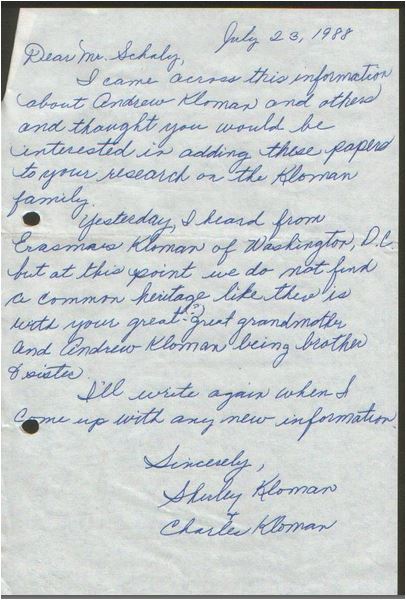 July 23, 1988
Dear Mr. Schaly,
I came across this information
about Andrew Kloman and others
and thought you would be
interested in adding these papers
to your research on the Kloman
family.
Yesterday, I heard from
Erasmus Kloman of Washington, D.C.
but at this point we do not find
a common heritage like there is
with your great-great grandmother
and Andrew Kloman being brother
& sister
I'll write again when I
come up with any new information.
Sincerely,
Shirley Kloman
+
Charles Kloman